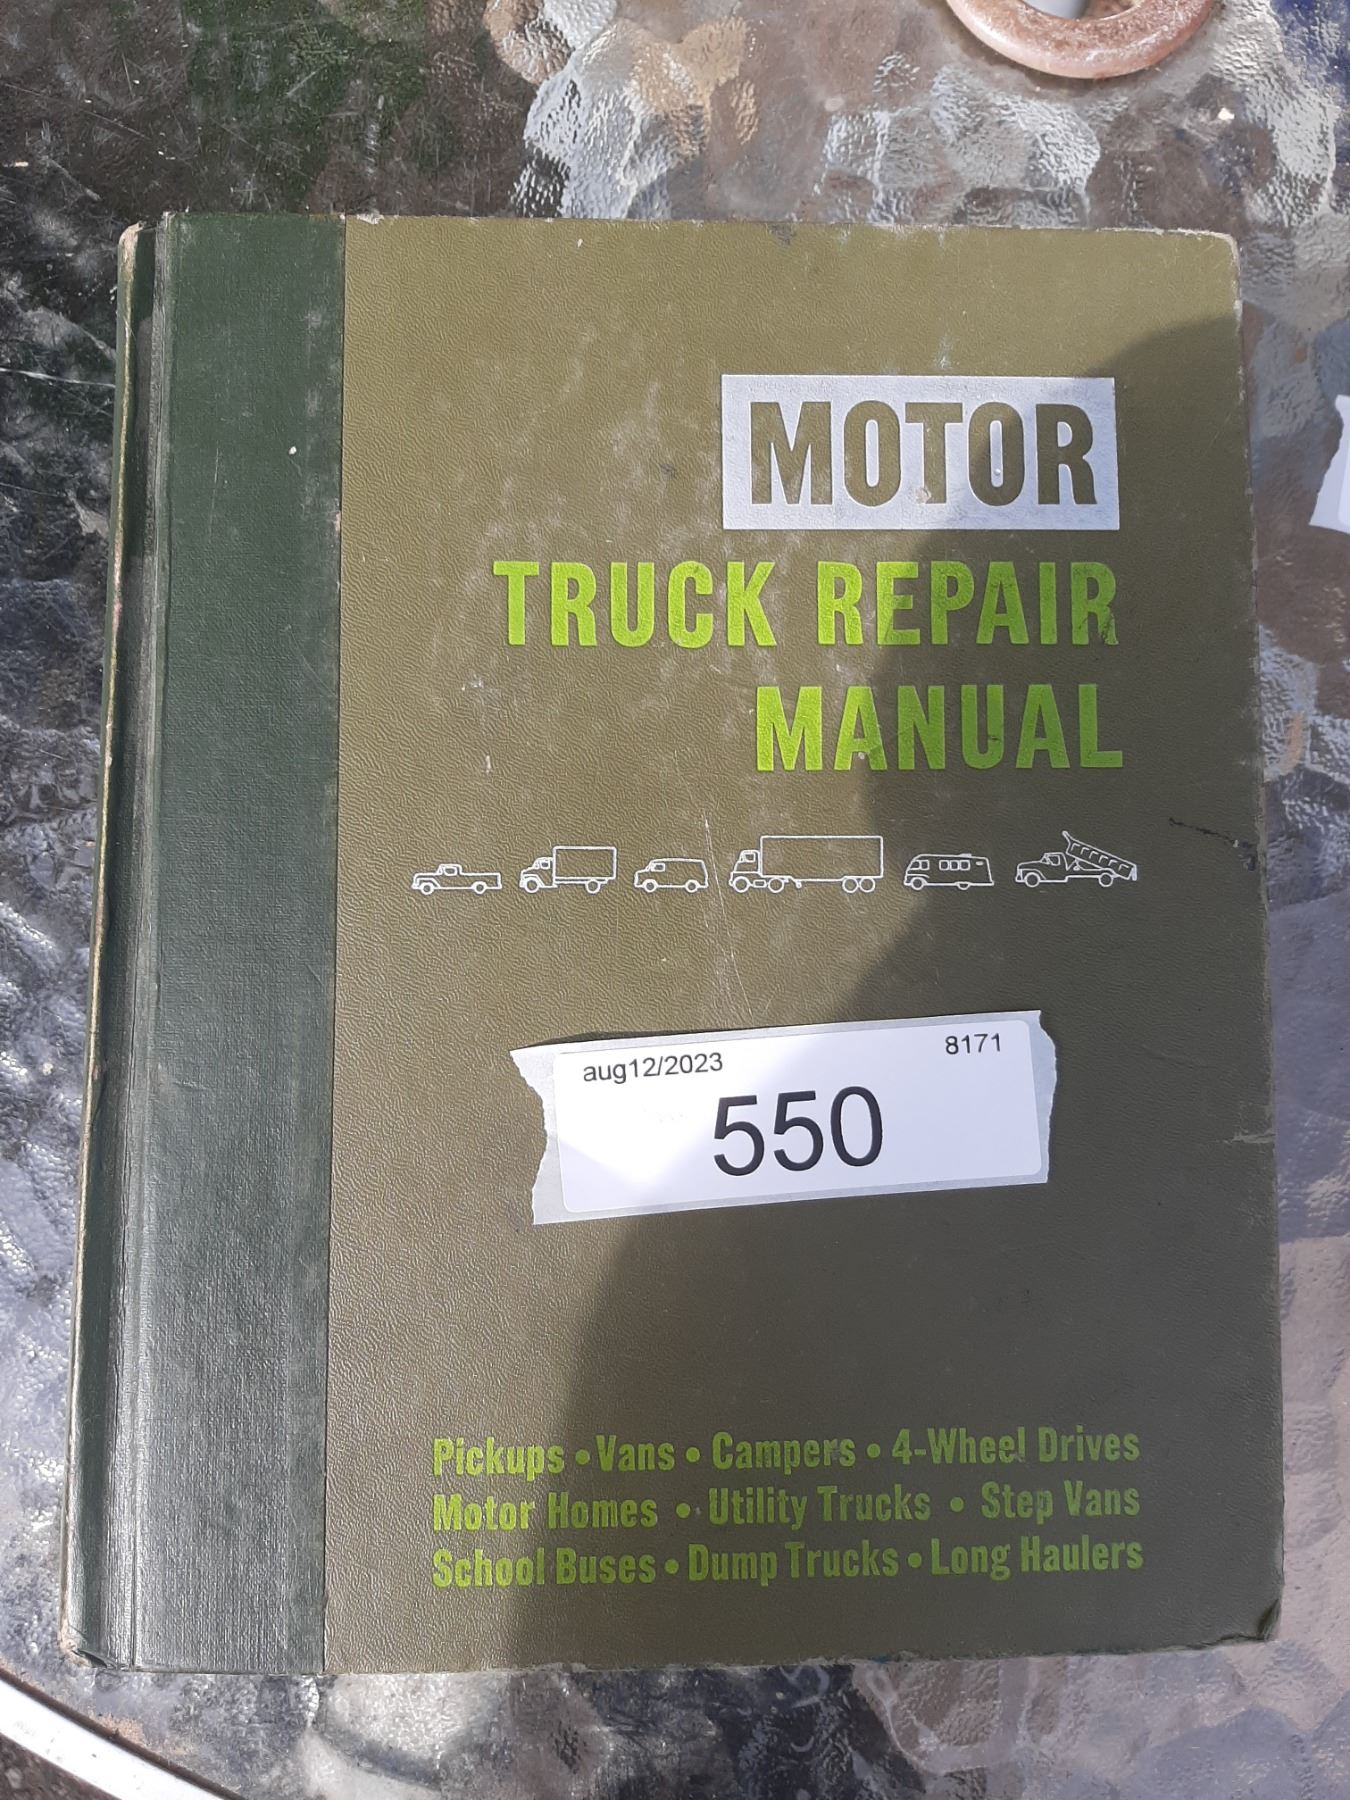 MOTOR
TRUCK REPAIR
MANUAL
aug12/2023 8171
550
Pickups • Vans • Campers • 4-Wheel Drives
Motor Homes • Utility Trucks • Step Vans
School Buses • Dump Trucks • Long Haulers